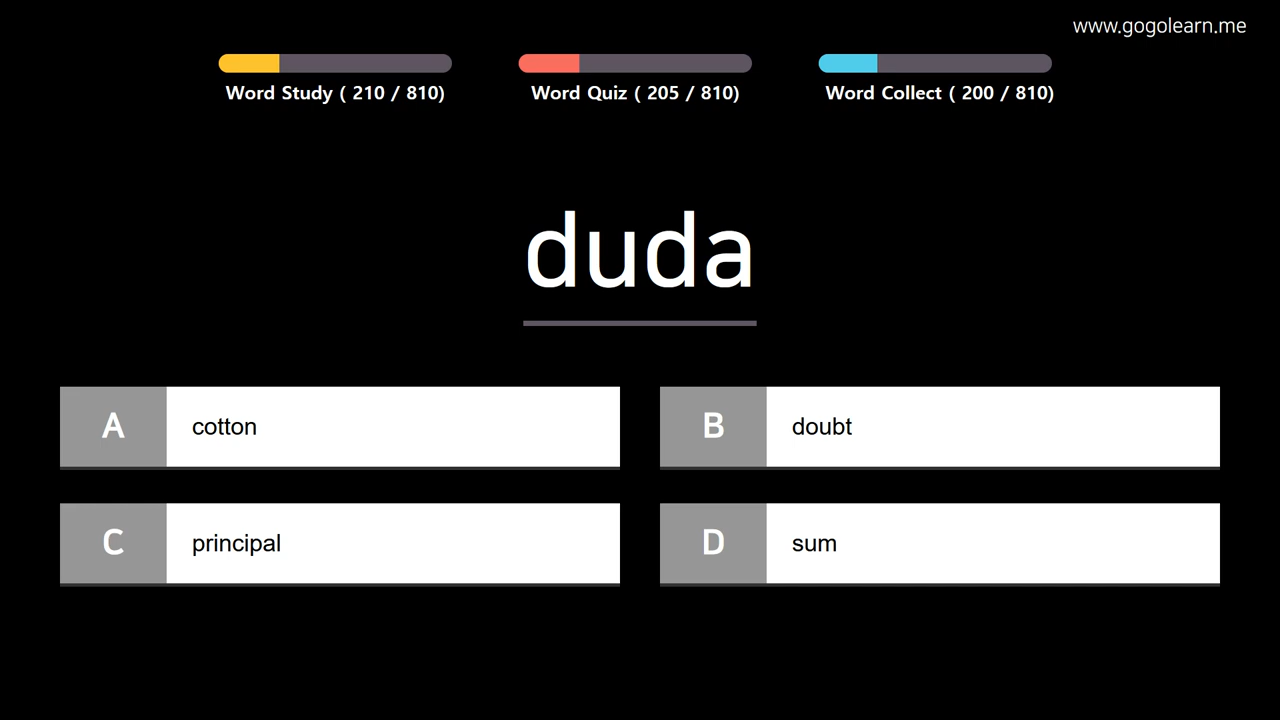 www.gogolearn.me
Word Study ( 210 / 810)
Word Quiz ( 205 / 810)
Word Collect ( 200 / 810)
duda
A cotton
B doubt
C principal
D sum